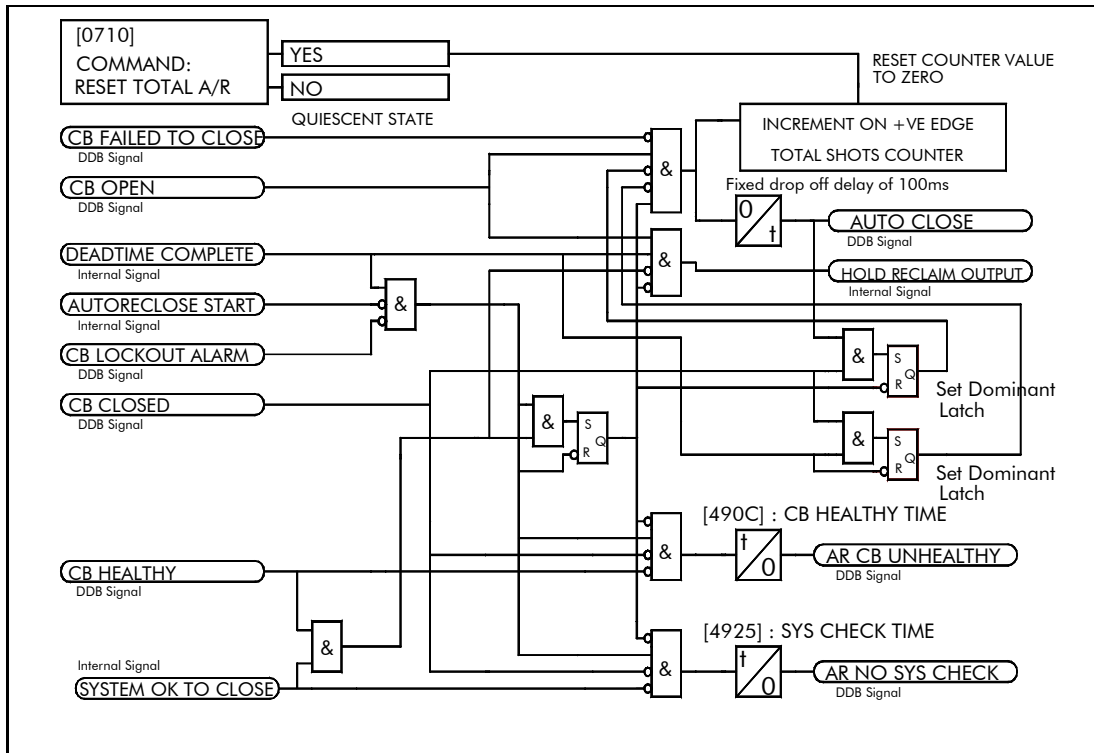 [0710]
COMMAND:
RESET TOTAL A/R
YES
NO
QUIESCENT STATE
RESET COUNTER VALUE
TO ZERO
INCREMENT ON +VE EDGE
TOTAL SHOTS COUNTER
CB FAILED TO CLOSE
DDB Signal
CB OPEN
DDB Signal
DEADTIME COMPLETE
Internal Signal
AUTORECLOSE START
Internal Signal
CB LOCKOUT ALARM
DDB Signal
CB CLOSED
DDB Signal
CB HEALTHY
DDB Signal
Internal Signal
SYSTEM OK TO CLOSE
&
&
&
&
&
S
Q
R
&
&
&
Fixed drop off delay of 100ms
0
t
AUTO CLOSE
DDB Signal
HOLD RECLAIM OUTPUT
Internal Signal
&
S
Q
R
Set Dominant
Latch
&
S
Q
R
Set Dominant
Latch
[490C] : CB HEALTHY TIME
t
0
AR CB UNHEALTHY
DDB Signal
[4925] : SYS CHECK TIME
t
0
AR NO SYS CHECK
DDB Signal